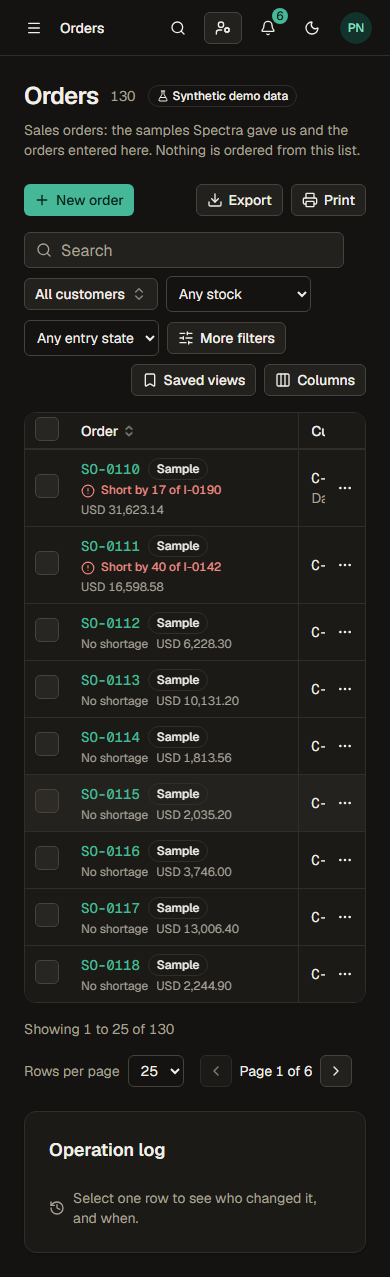 Orders
6
PN
Orders 130 Synthetic demo data
Sales orders: the samples Spectra gave us and the
orders entered here. Nothing is ordered from this list.
New order Export Print
Search
All customers Any stock
Any entry state More filters
Saved views Columns
Order Cu
SO-0110 Sample
Short by 17 of I-0190
USD 31,623.14
C-
Da
SO-0111 Sample
Short by 40 of I-0142
USD 16,598.58
C-
SO-0112 Sample
No shortage USD 6,228.30
C-
SO-0113 Sample
No shortage USD 10,131.20
C-
SO-0114 Sample
No shortage USD 1,813.56
C-
SO-0115 Sample
No shortage USD 2,035.20
C-
SO-0116 Sample
No shortage USD 3,746.00
C-
SO-0117 Sample
No shortage USD 13,006.40
C-
SO-0118 Sample
No shortage USD 2,244.90
C-
Showing 1 to 25 of 130
Rows per page 25 Page 1 of 6
Operation log
Select one row to see who changed it,
and when.